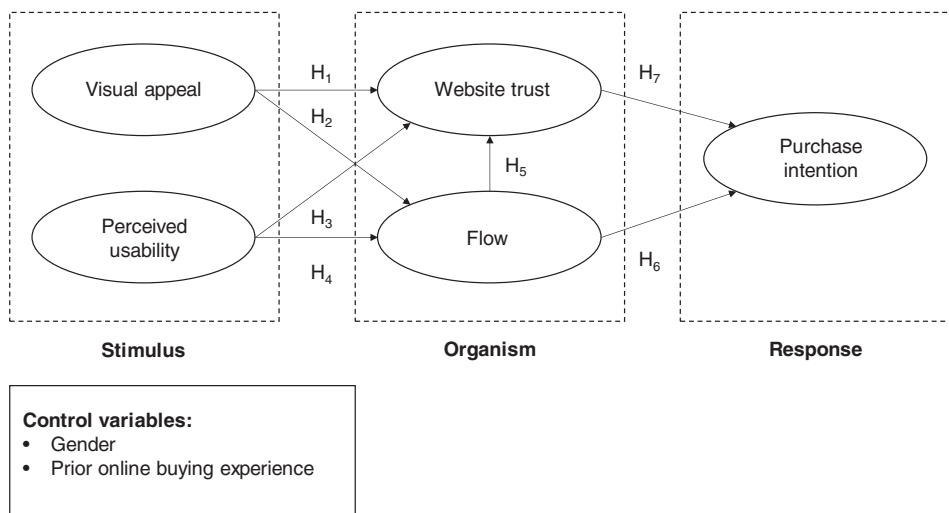 Visual appeal
H₁
Website trust
H₇
H₂
Purchase
intention
H₅
Perceived
usability
H₃
Flow
H₆
H₄
Stimulus
Organism
Response
Control variables:
• Gender
• Prior online buying experience